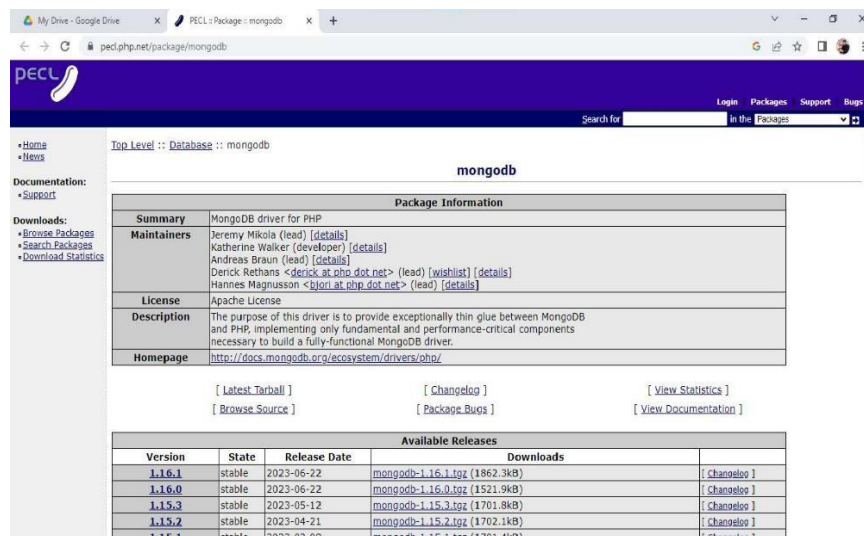 My Drive - Google Drive
PECL :: Package :: mongodb
pecl.php.net/package/mongodb
PECL
Login Packages Support Bugs
Search for in the Packages
Home
News
Documentation:
Support
Downloads:
Browse Packages
Search Packages
Download Statistics
Top Level :: Database :: mongodb
mongodb
Package Information
Summary MongoDB driver for PHP
Maintainers Jeremy Mikola (lead) [details]
Katherine Walker (developer) [details]
Andreas Braun (lead) [details]
Derick Rethans <derick at php dot net> (lead) [wishlist] [details]
Hannes Magnusson <bjori at php dot net> (lead) [details]
License Apache License
Description The purpose of this driver is to provide exceptionally thin glue between MongoDB
and PHP, implementing only fundamental and performance-critical components
necessary to build a fully-functional MongoDB driver.
Homepage http://docs.mongodb.org/ecosystem/drivers/php/
[ Latest Tarball ] [ Changelog ] [ View Statistics ]
[ Browse Source ] [ Package Bugs ] [ View Documentation ]
Available Releases
Version State Release Date Downloads
1.16.1 stable 2023-06-22 mongodb-1.16.1.tgz (1862.3kB) [ Changelog ]
1.16.0 stable 2023-06-22 mongodb-1.16.0.tgz (1521.9kB) [ Changelog ]
1.15.3 stable 2023-05-12 mongodb-1.15.3.tgz (1701.8kB) [ Changelog ]
1.15.2 stable 2023-04-21 mongodb-1.15.2.tgz (1702.1kB) [ Changelog ]